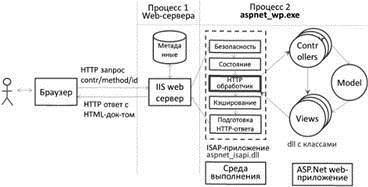 Процесс 1
Web-сервера
Процесс 2
aspnet_wp.exe
Метада
нные
Безопасность
Состояние
HTTP
обработчик
Кэширование
Подготовка
HTTP-ответа
Contr
ollers
Model
Views
HTTP запрос
contr/method/id
Браузер
IIS web
сервер
HTTP ответ с
HTML-док-том
dll с классами
ISAP-приложение
aspnet_isapi.dll
Среда
выполнения
ASP.Net web-
приложение